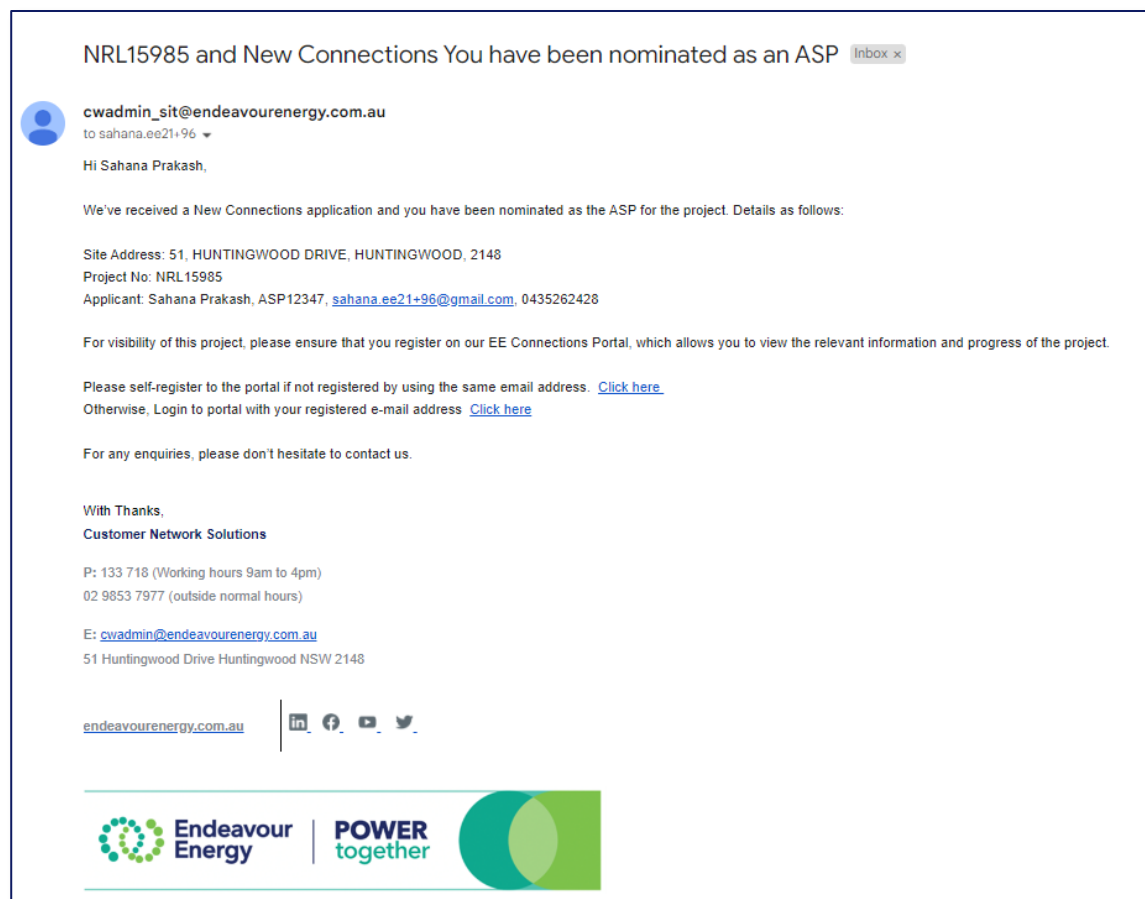 NRL15985 and New Connections You have been nominated as an ASP Inbox ×
cwadmin_sit@endeavourenergy.com.au
to sahana.ee21+96
Hi Sahana Prakash,
We've received a New Connections application and you have been nominated as the ASP for the project. Details as follows:
Site Address: 51, HUNTINGWOOD DRIVE, HUNTINGWOOD, 2148
Project No: NRL15985
Applicant: Sahana Prakash, ASP12347, sahana.ee21+96@gmail.com, 0435262428
For visibility of this project, please ensure that you register on our EE Connections Portal, which allows you to view the relevant information and progress of the project.
Please self-register to the portal if not registered by using the same email address. Click here
Otherwise, Login to portal with your registered e-mail address Click here
For any enquiries, please don't hesitate to contact us.
With Thanks,
Customer Network Solutions
P: 133 718 (Working hours 9am to 4pm)
02 9853 7977 (outside normal hours)
E: cwadmin@endeavourenergy.com.au
51 Huntingwood Drive Huntingwood NSW 2148
endeavourenergy.com.au
Endeavour Energy
POWER together